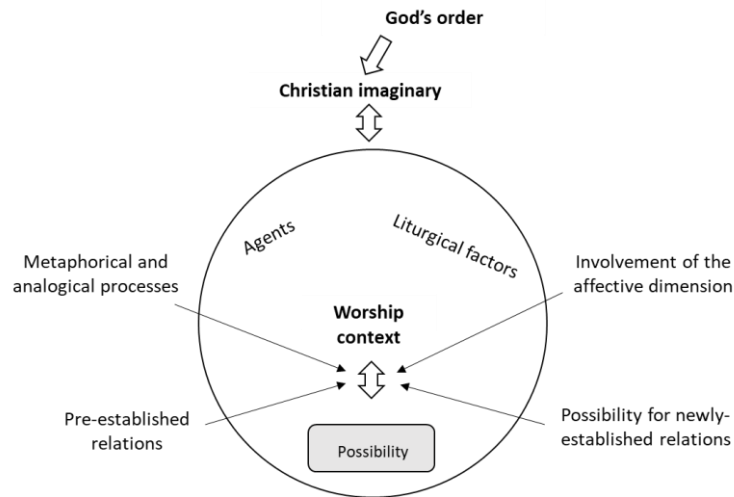 God’s order
Christian imaginary
Agents
Liturgical factors
Metaphorical and
analogical processes
Involvement of the
affective dimension
Worship
context
Pre-established
relations
Possibility for newly-
established relations
Possibility